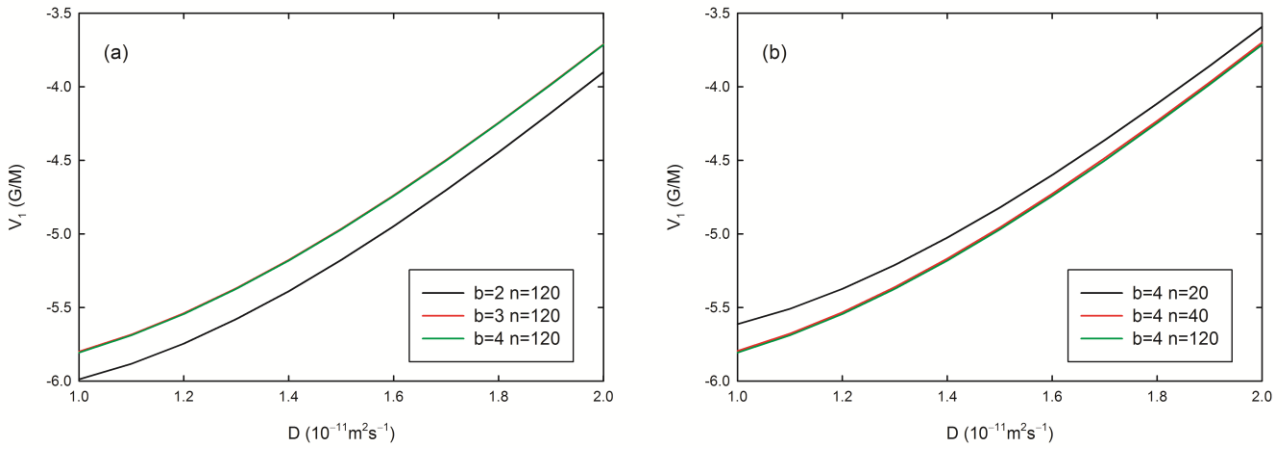 (a)
-3.5
-4.0
-4.5
-5.0
-5.5
-6.0
V₁ (G/M)
1.0 1.2 1.4 1.6 1.8 2.0
D (10⁻¹¹m²s⁻¹)
b=2 n=120
b=3 n=120
b=4 n=120
(b)
-3.5
-4.0
-4.5
-5.0
-5.5
-6.0
V₁ (G/M)
1.0 1.2 1.4 1.6 1.8 2.0
D (10⁻¹¹m²s⁻¹)
b=4 n=20
b=4 n=40
b=4 n=120